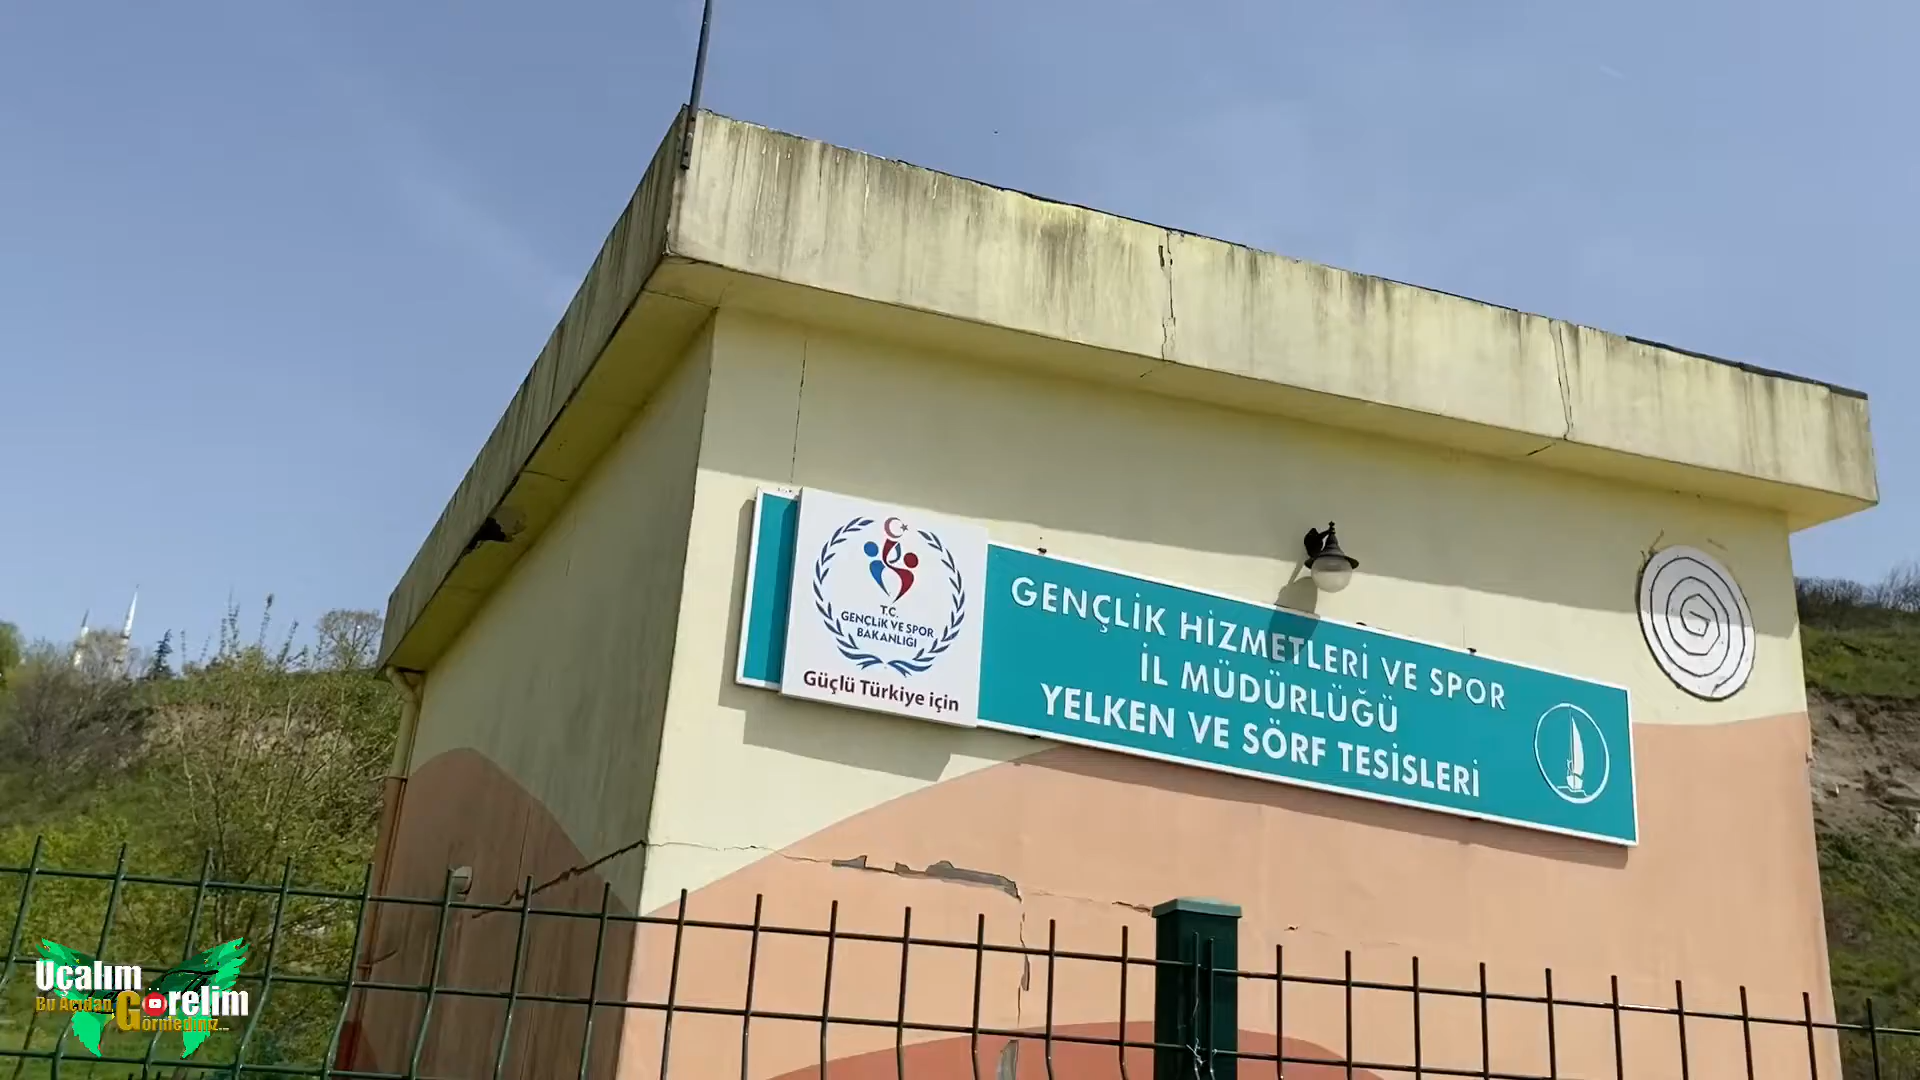 T.C.
GENÇLİK VE SPOR
BAKANLIĞI
Güçlü Türkiye için
GENÇLİK HİZMETLERİ VE SPOR
İL MÜDÜRLÜĞÜ
YELKEN VE SÖRF TESİSLERİ
Uçalım
Bu Açıdan Görelim
Görmediniz...